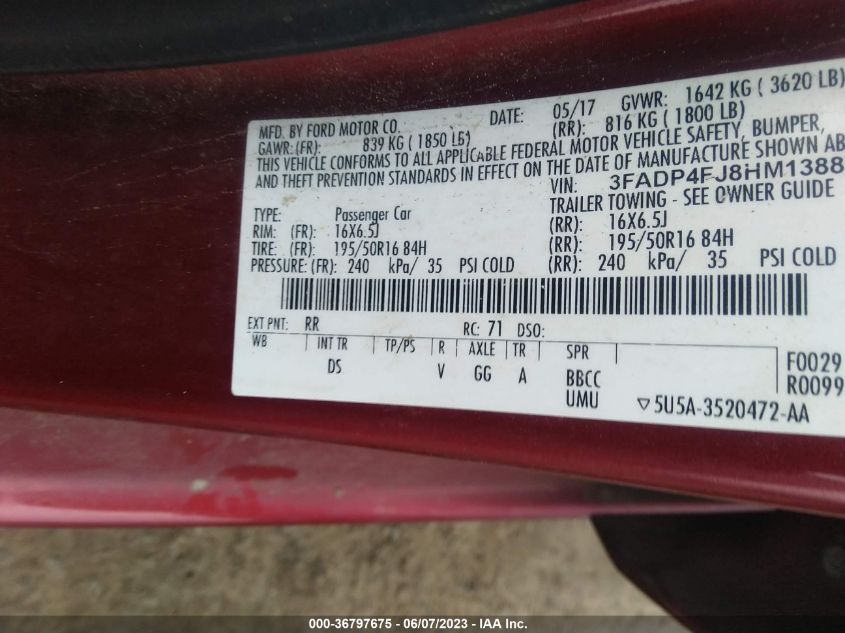 MFD. BY FORD MOTOR CO. DATE: 05/17 GVWR: 1642 KG ( 3620 LB)
GAWR:(FR): 839 KG ( 1850 LB) (RR): 816 KG ( 1800 LB)
THIS VEHICLE CONFORMS TO ALL APPLICABLE FEDERAL MOTOR VEHICLE SAFETY, BUMPER,
AND THEFT PREVENTION STANDARDS IN EFFECT ON THE DATE OF MANUFACTURE SHOWN AB
VIN: 3FADP4FJ8HM1388
TRAILER TOWING - SEE OWNER GUIDE
TYPE: Passenger Car
RIM: (FR): 16X6.5J (RR): 16X6.5J
TIRE: (FR): 195/50R16 84H (RR): 195/50R16 84H
PRESSURE: (FR): 240 kPa/ 35 PSI COLD (RR): 240 kPa/ 35 PSI COLD
EXT PNT: RR RC: 71 DSO:
WB INT TR TP/PS R AXLE TR SPR
DS V GG A BBCC F0029
UMU R0099
▽5U5A-3520472-AA
000-36797675 - 06/07/2023 - IAA Inc.